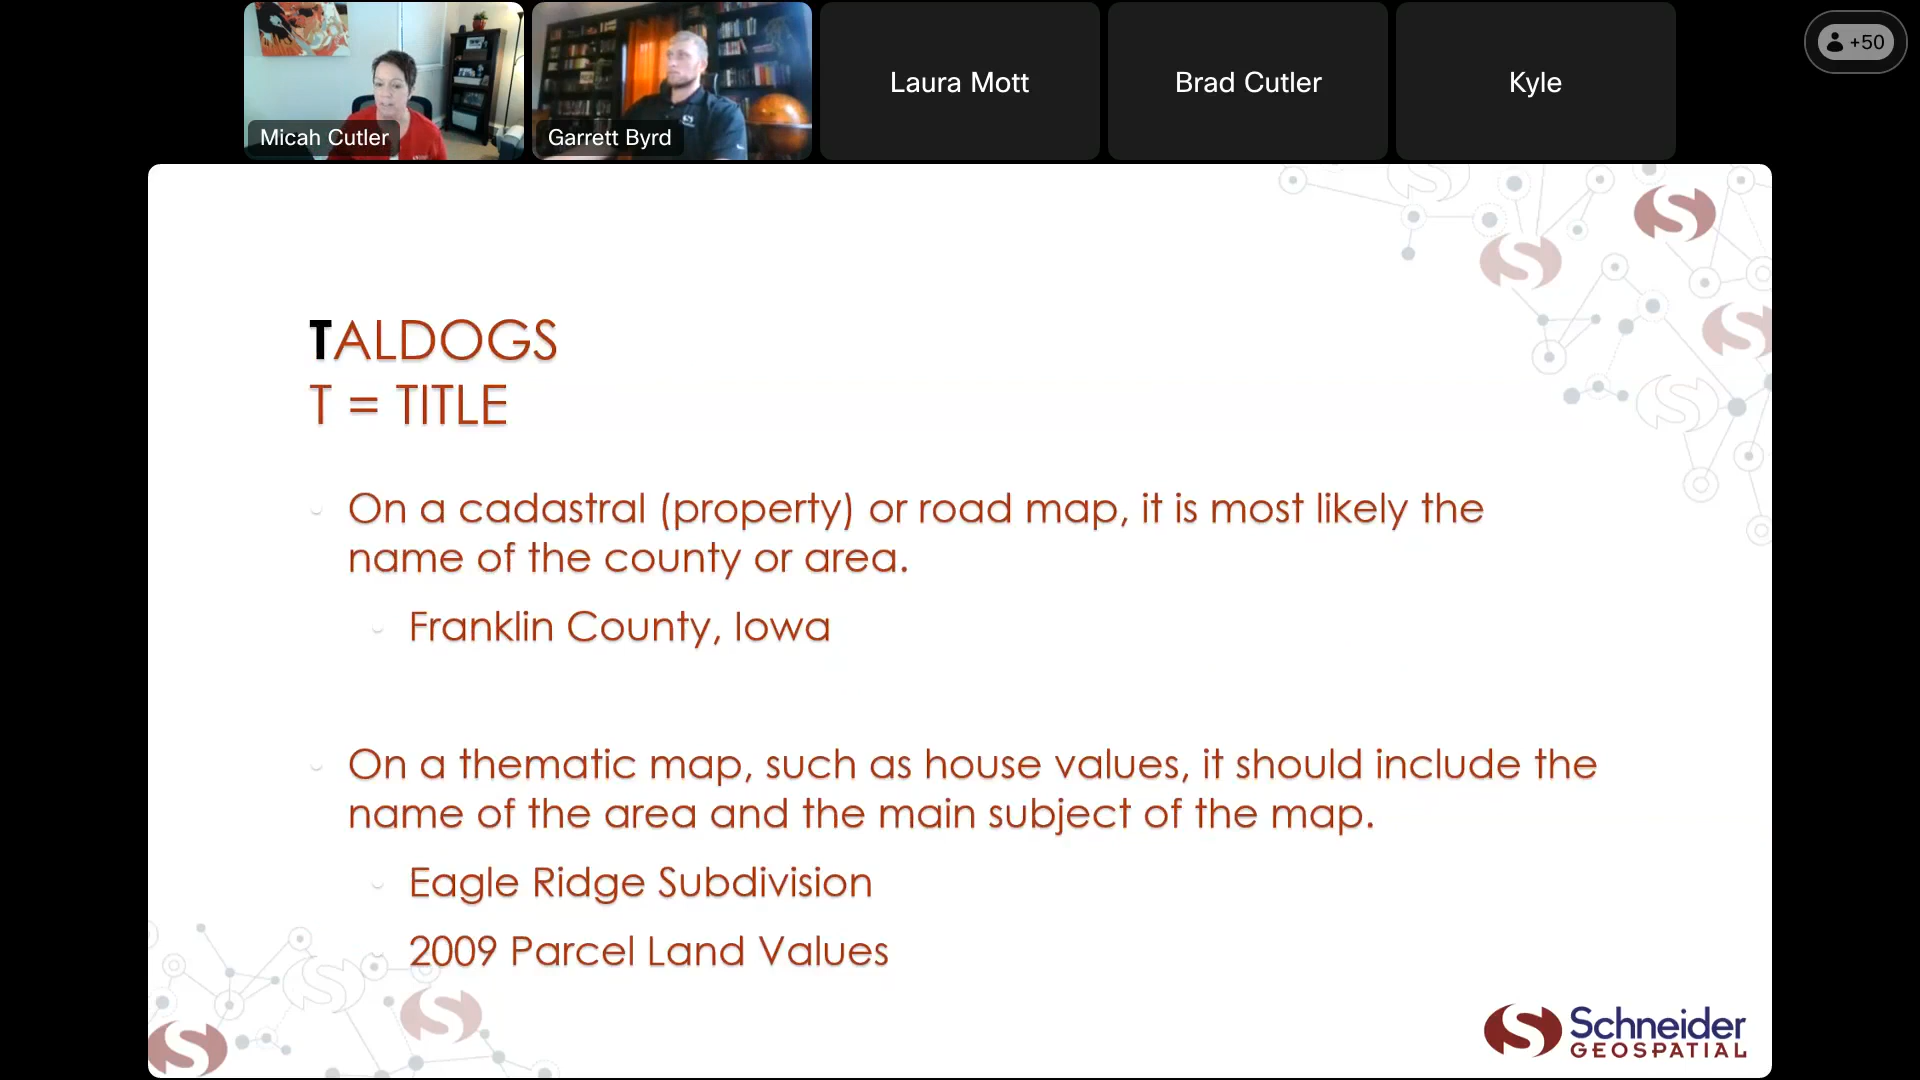 Micah Cutler
Garrett Byrd
Laura Mott
Brad Cutler
Kyle
+50
TALDOGS
T = TITLE
On a cadastral (property) or road map, it is most likely the
name of the county or area.
Franklin County, Iowa
On a thematic map, such as house values, it should include the
name of the area and the main subject of the map.
Eagle Ridge Subdivision
2009 Parcel Land Values
Schneider
GEOSPATIAL